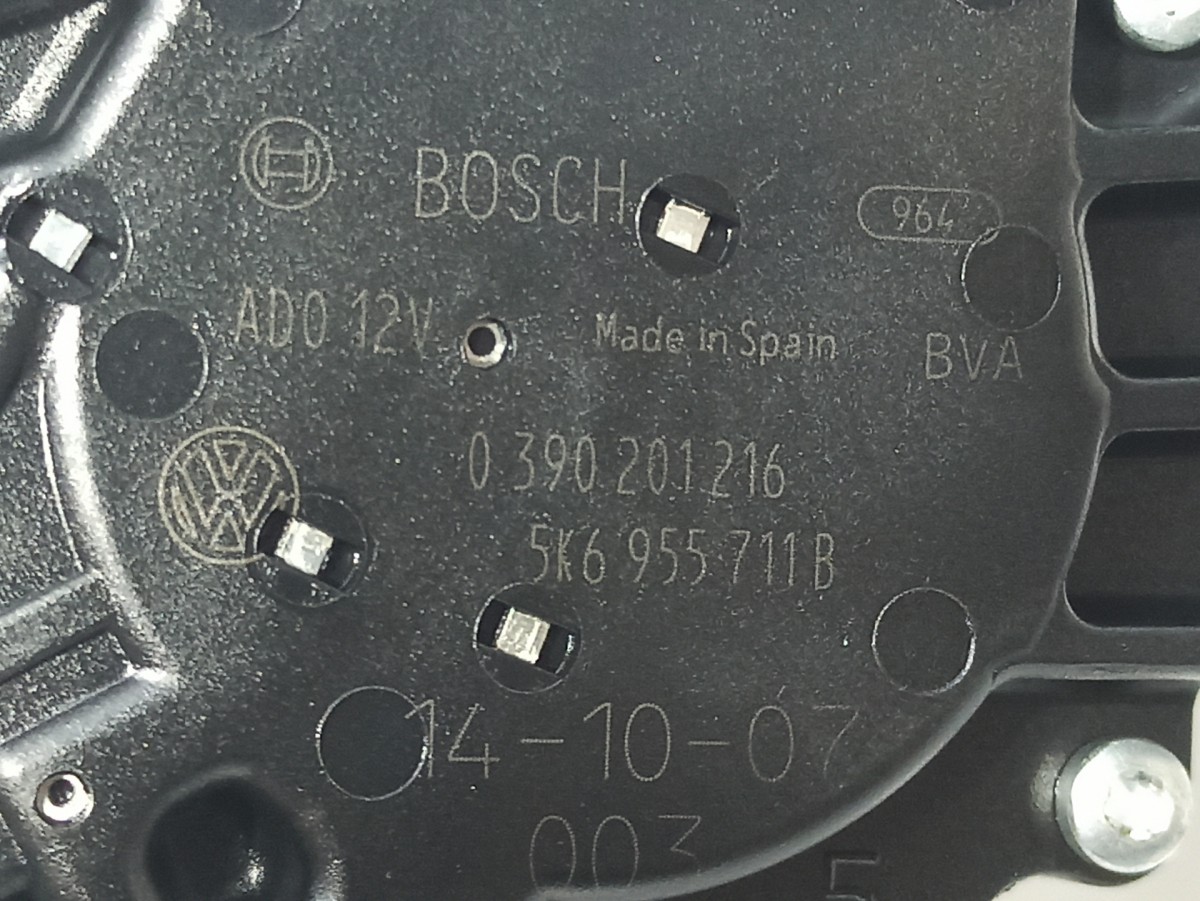 BOSCH
964
AD0 12V
Made in Spain
BVA
0 390 201 216
5K6 955 711 B
14-10-07
003
5